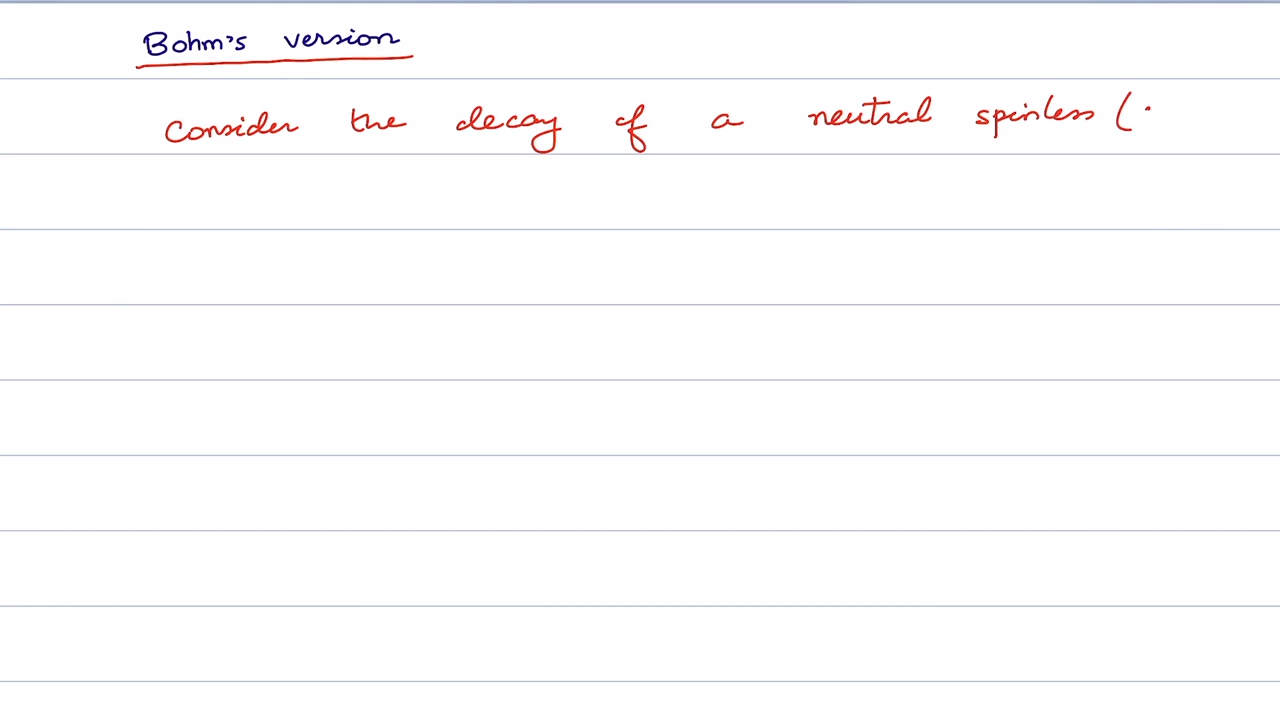 Bohm's version
Consider the decay of a neutral spinless (